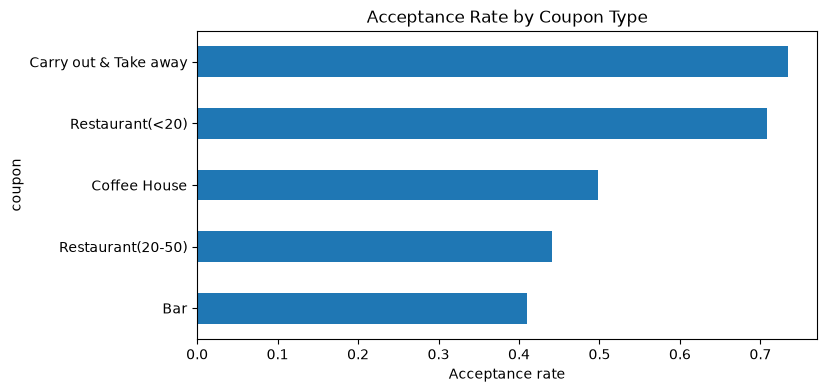 Acceptance Rate by Coupon Type
Carry out & Take away
Restaurant(<20)
Coffee House
Restaurant(20-50)
Bar
coupon
0.0 0.1 0.2 0.3 0.4 0.5 0.6 0.7
Acceptance rate